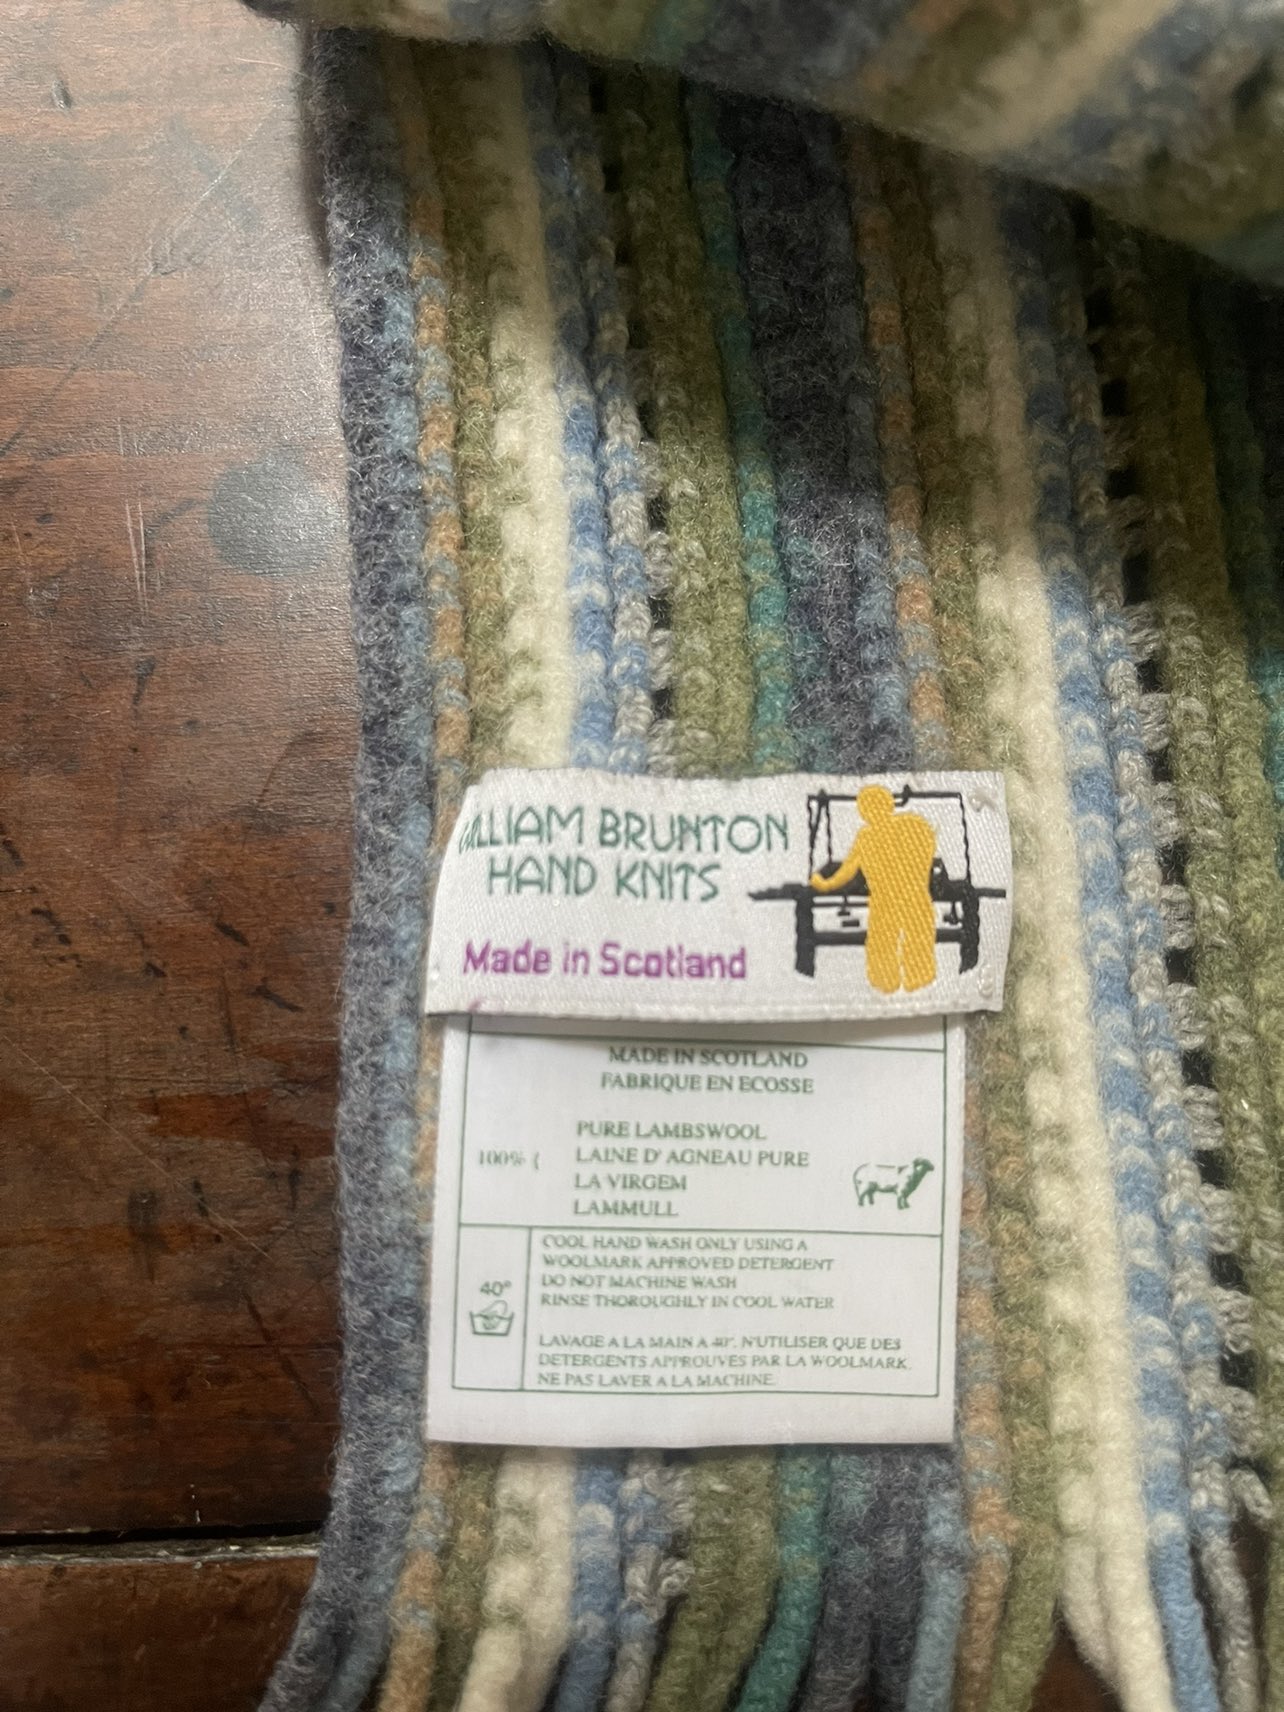 WILLIAM BRUNTON
HAND KNITS
Made in Scotland
MADE IN SCOTLAND
FABRIQUE EN ECOSSE
100% {
PURE LAMBSWOOL
LAINE D' AGNEAU PURE
LA VIRGEM
LAMMULL
40°
COOL HAND WASH ONLY USING A
WOOLMARK APPROVED DETERGENT
DO NOT MACHINE WASH
RINSE THOROUGHLY IN COOL WATER
LAVAGE A LA MAIN A 40°. N'UTILISER QUE DES
DETERGENTS APPROUVES PAR LA WOOLMARK.
NE PAS LAVER A LA MACHINE.